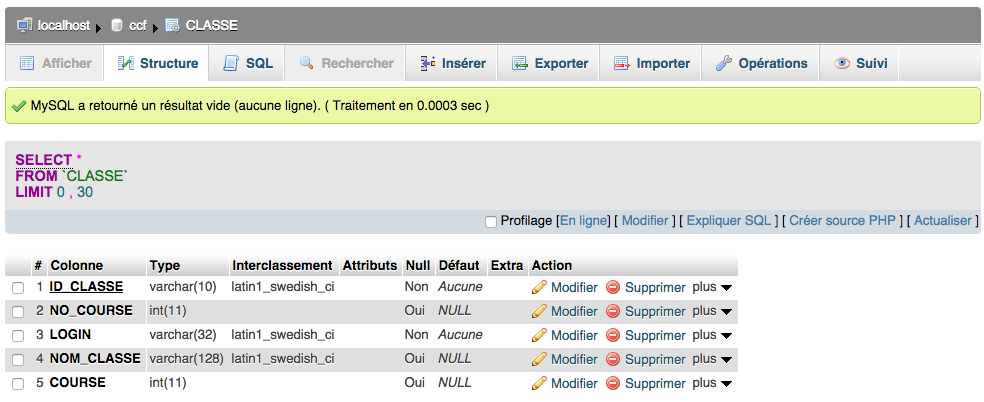 localhost ccf CLASSE
Afficher Structure SQL Rechercher Insérer Exporter Importer Opérations Suivi
MySQL a retourné un résultat vide (aucune ligne). ( Traitement en 0.0003 sec )
SELECT *
FROM `CLASSE`
LIMIT 0 , 30
Profilage [En ligne] [ Modifier ] [ Expliquer SQL ] [ Créer source PHP ] [ Actualiser ]
# Colonne Type Interclassement Attributs Null Défaut Extra Action
1 ID_CLASSE varchar(10) latin1_swedish_ci Non Aucune Modifier Supprimer plus
2 NO_COURSE int(11) Oui NULL Modifier Supprimer plus
3 LOGIN varchar(32) latin1_swedish_ci Non Aucune Modifier Supprimer plus
4 NOM_CLASSE varchar(128) latin1_swedish_ci Oui NULL Modifier Supprimer plus
5 COURSE int(11) Oui NULL Modifier Supprimer plus